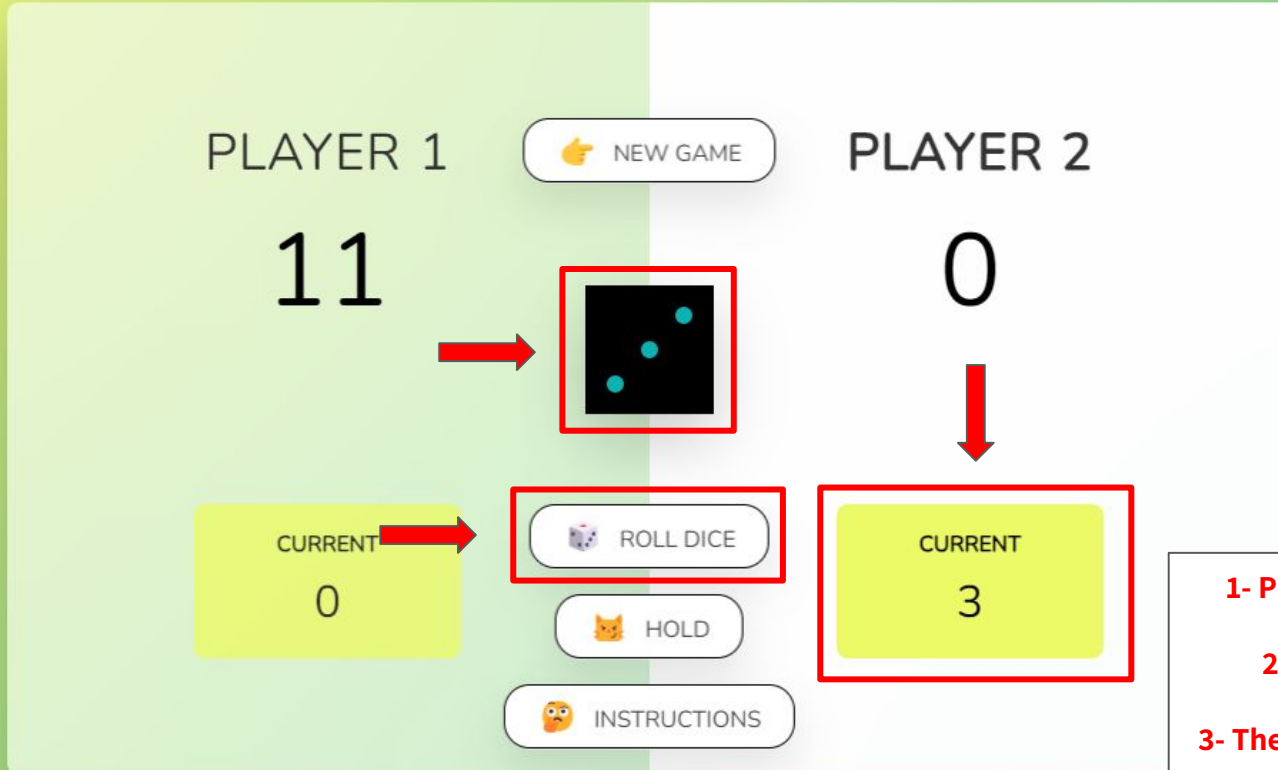 PLAYER 1
NEW GAME
PLAYER 2
11
0
CURRENT
0
ROLL DICE
CURRENT
3
HOLD
INSTRUCTIONS
1- P
2
3- The